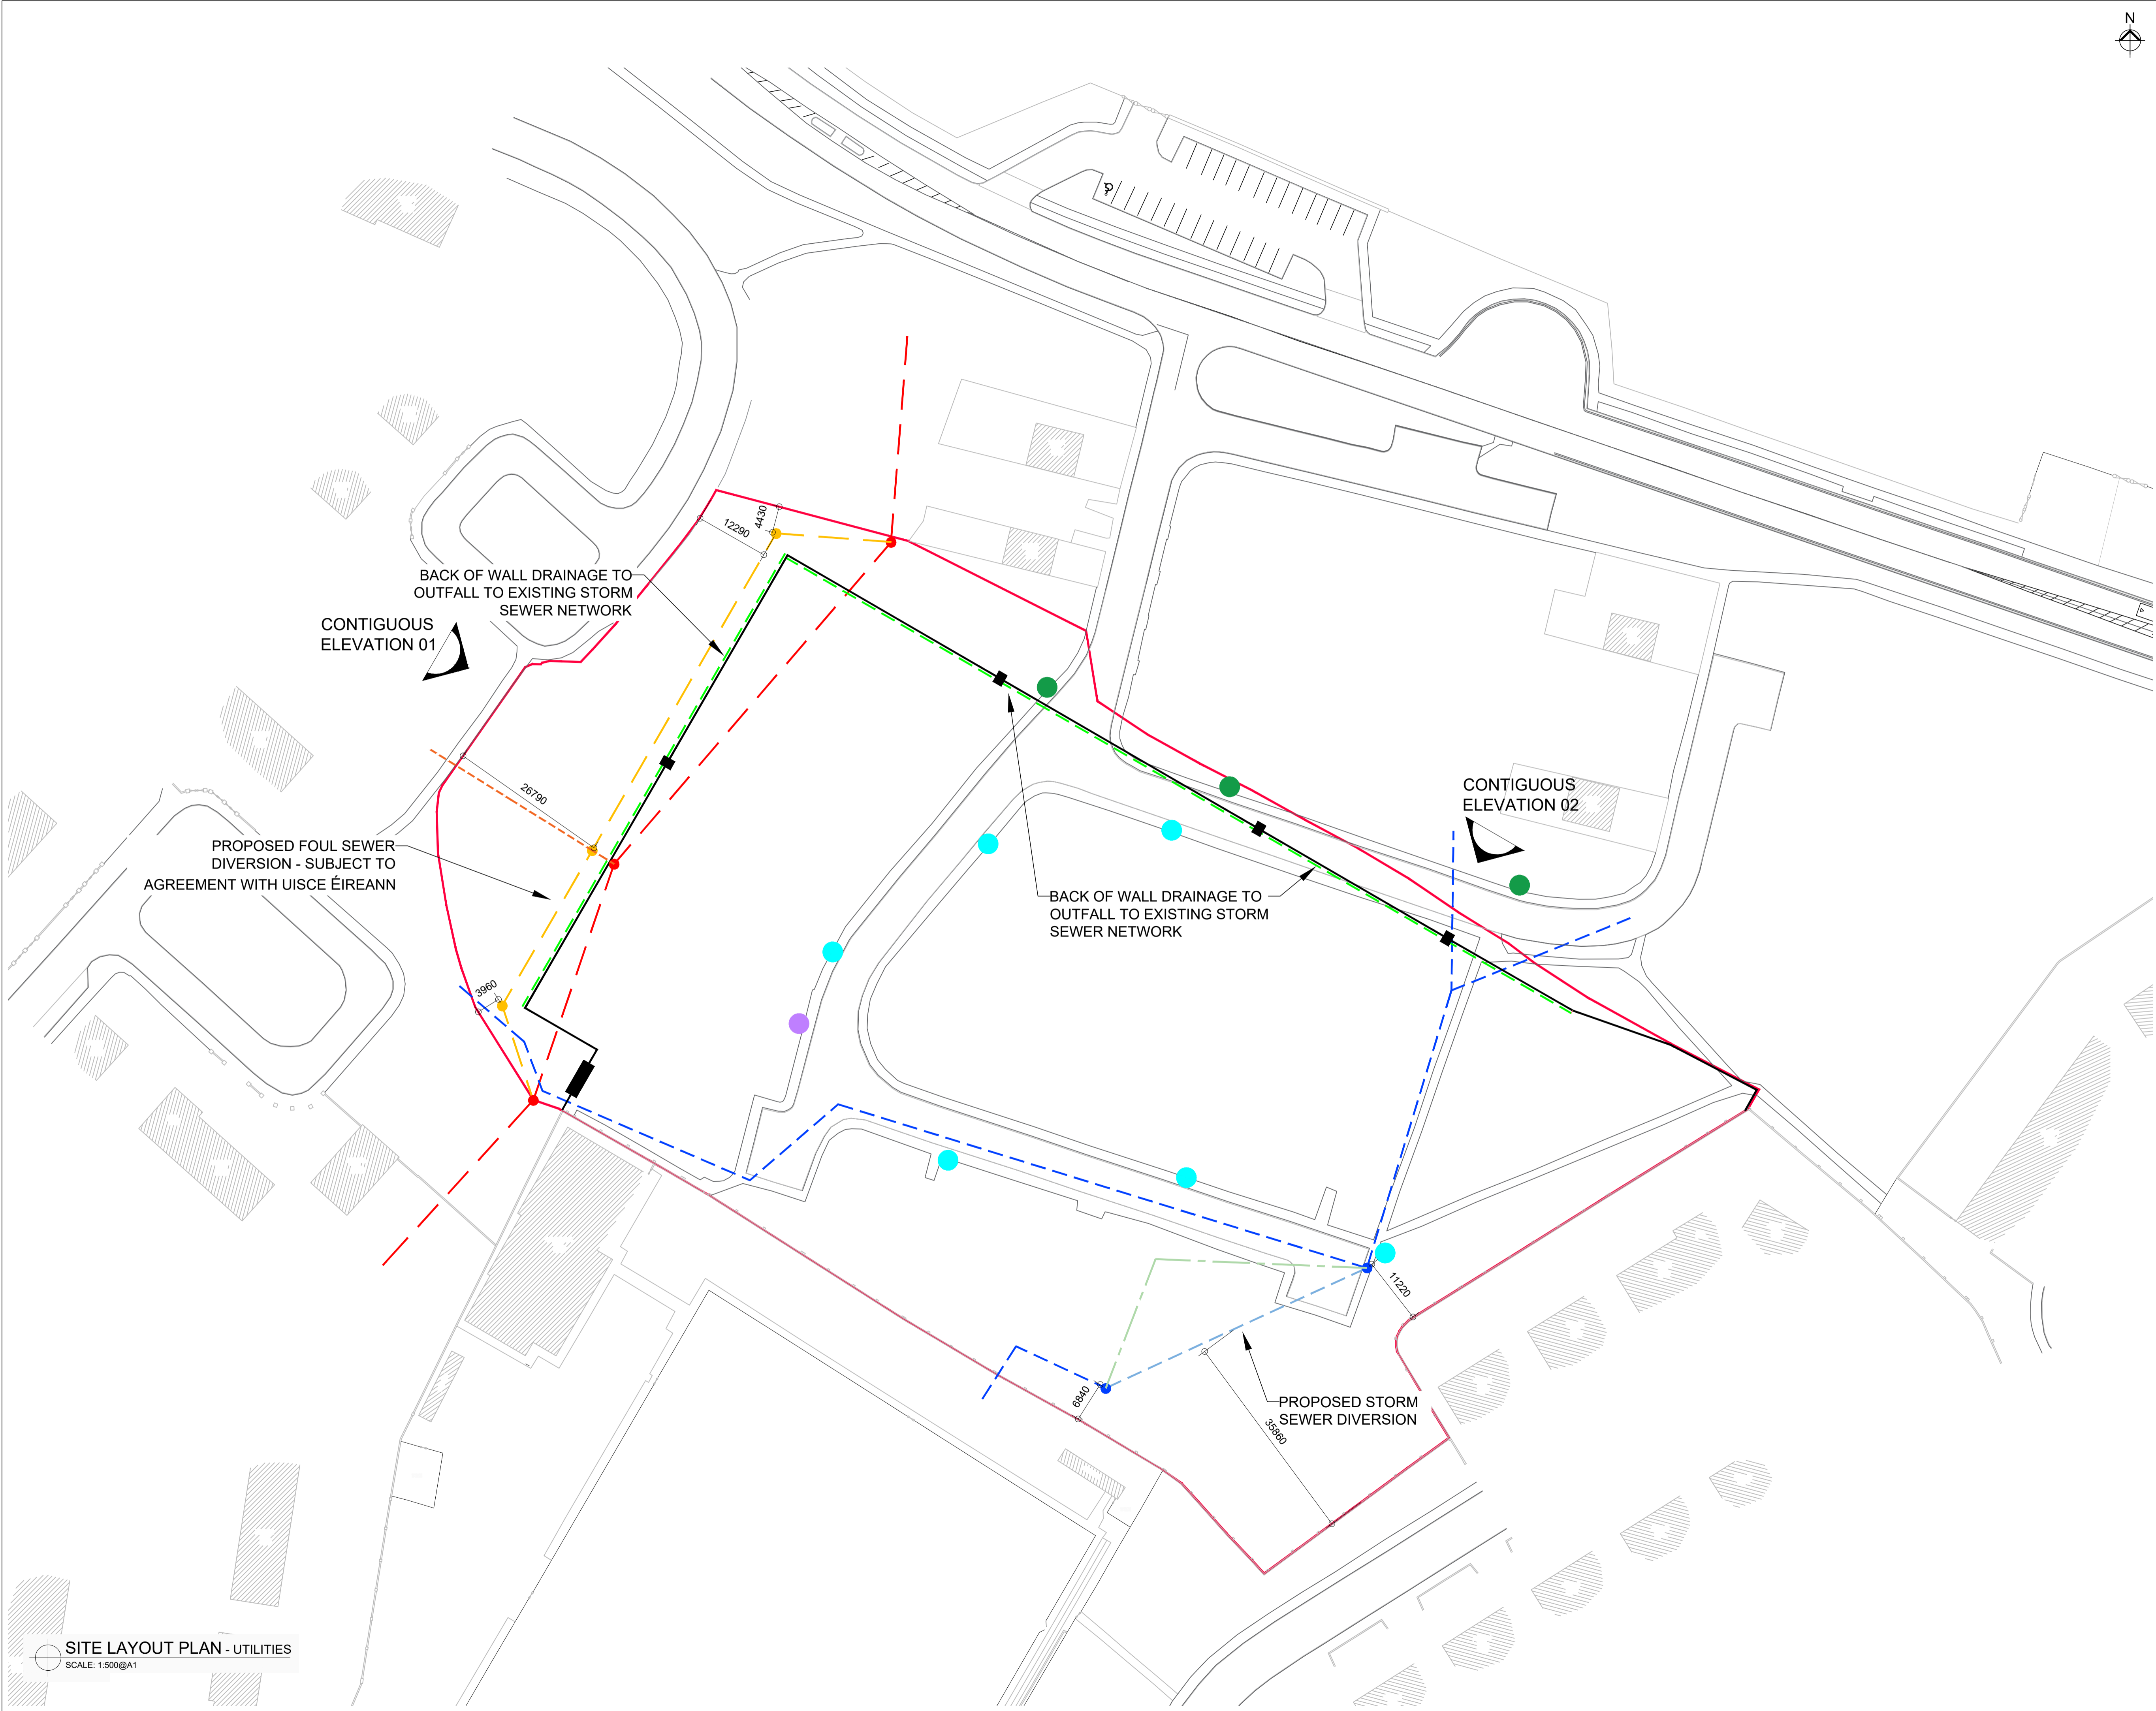 N
4430
12290
BACK OF WALL DRAINAGE TO
OUTFALL TO EXISTING STORM
SEWER NETWORK
CONTIGUOUS
ELEVATION 01
26790
CONTIGUOUS
ELEVATION 02
PROPOSED FOUL SEWER
DIVERSION - SUBJECT TO
AGREEMENT WITH UISCE ÉIREANN
BACK OF WALL DRAINAGE TO
OUTFALL TO EXISTING STORM
SEWER NETWORK
3960
11220
6840
35860
PROPOSED STORM
SEWER DIVERSION
SITE LAYOUT PLAN - UTILITIES
SCALE: 1:500@A1